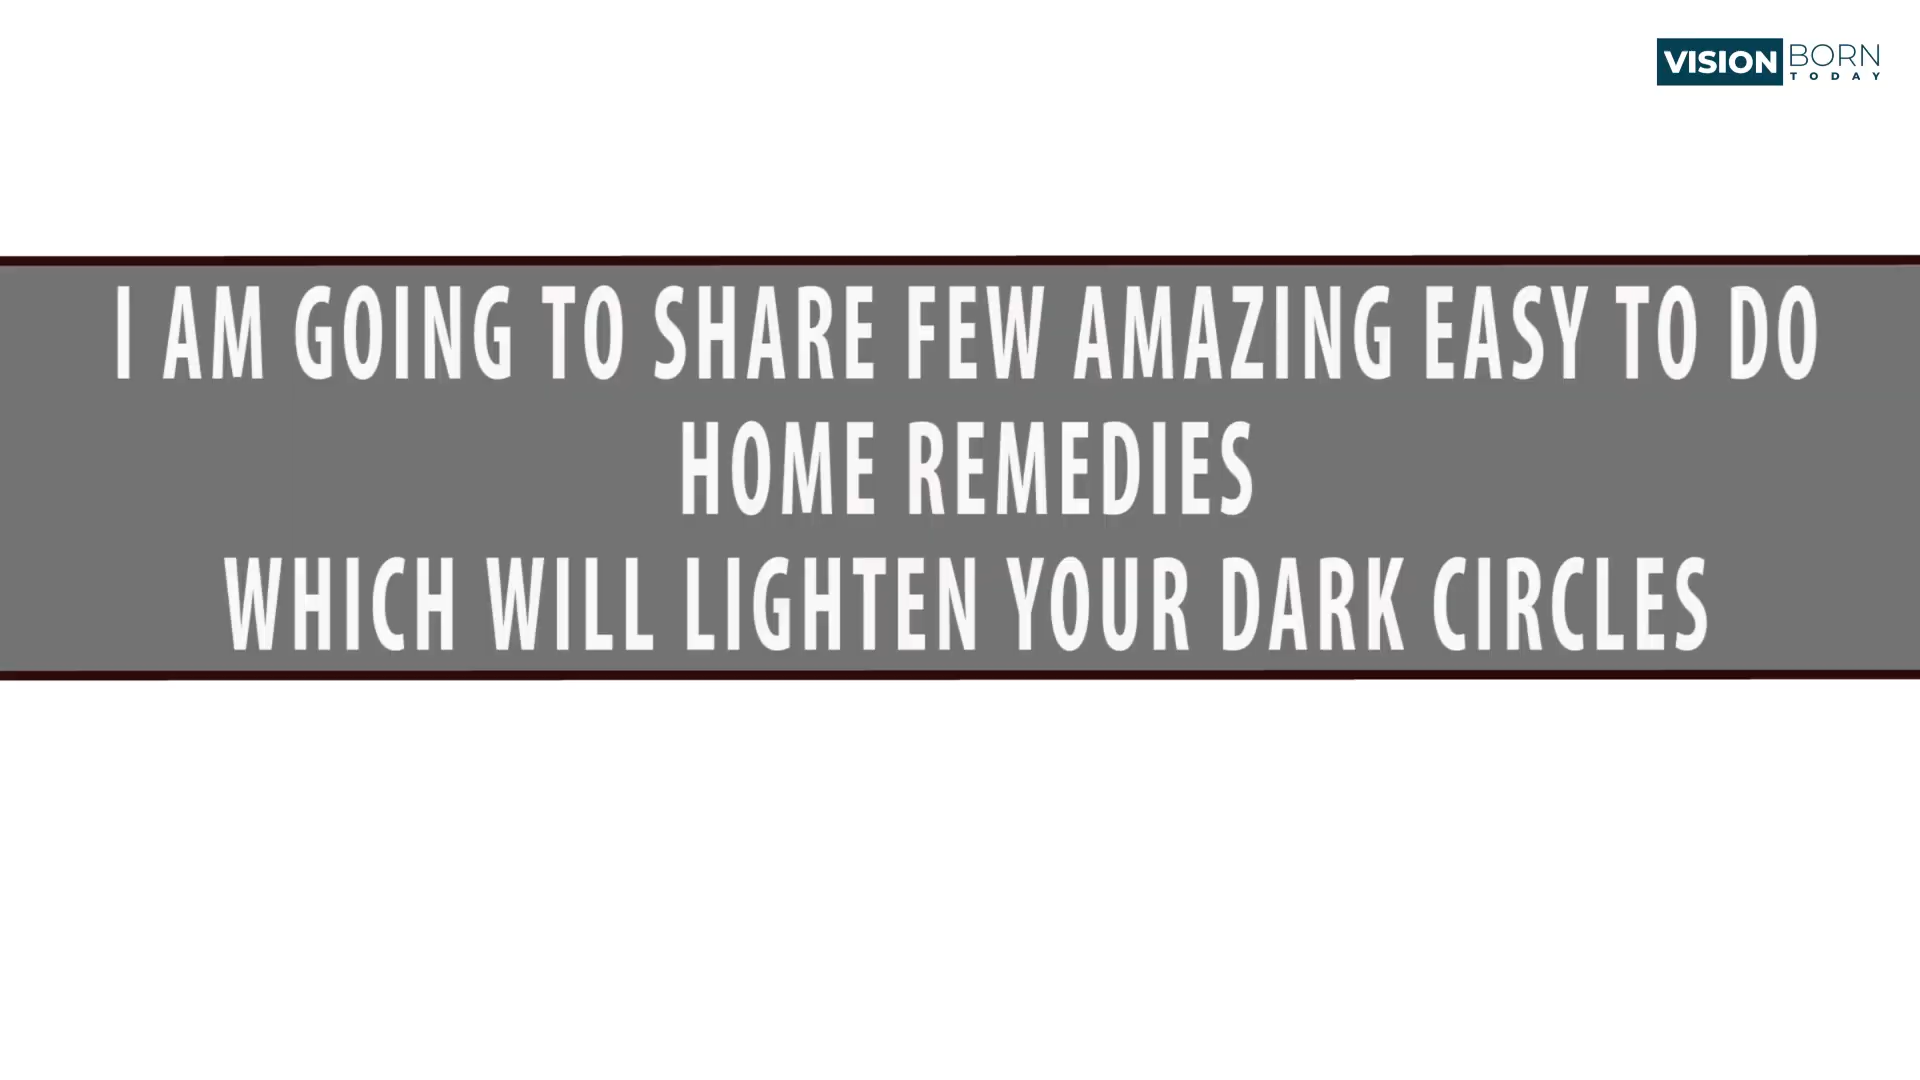 VISION BORN
TODAY
I AM GOING TO SHARE FEW AMAZING EASY TO DO
HOME REMEDIES
WHICH WILL LIGHTEN YOUR DARK CIRCLES